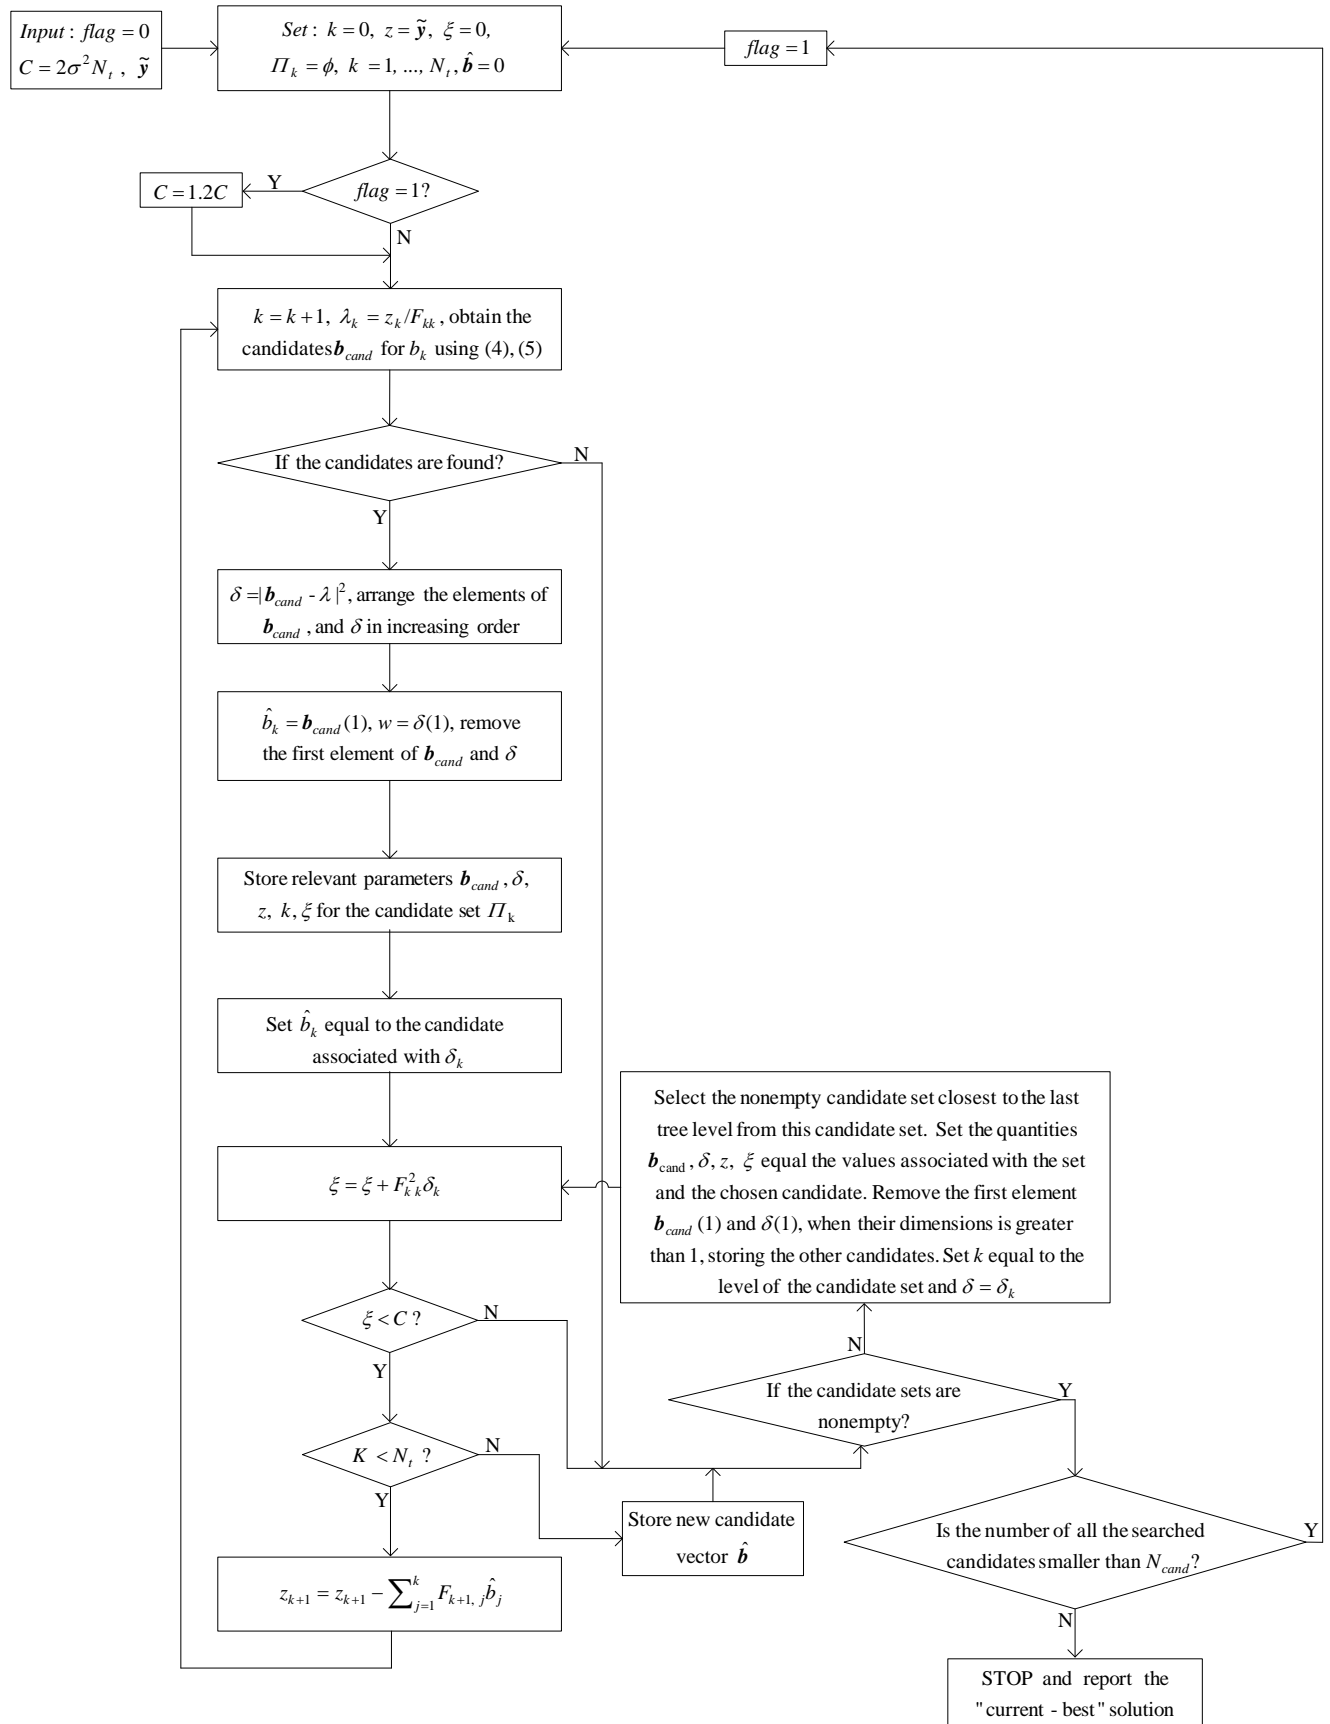 Input : flag = 0
C = 2σ² N_t , ỹ
Set : k = 0, z = ỹ, ξ = 0,
Π_k = ϕ, k = 1, ..., N_t, b̂ = 0
flag = 1
flag = 1?
Y
C = 1.2C
N
k = k + 1, λ_k = z_k / F_kk , obtain the
candidates b_cand for b_k using (4), (5)
If the candidates are found?
N
Y
δ = | b_cand - λ |², arrange the elements of
b_cand , and δ in increasing order
b̂_k = b_cand (1), w = δ(1), remove
the first element of b_cand and δ
Store relevant parameters b_cand , δ,
z, k, ξ for the candidate set Π_k
Set b̂_k equal to the candidate
associated with δ_k
ξ = ξ + F²_kk δ_k
Select the nonempty candidate set closest to the last
tree level from this candidate set. Set the quantities
b_cand , δ, z, ξ equal the values associated with the set
and the chosen candidate. Remove the first element
b_cand (1) and δ(1), when their dimensions is greater
than 1, storing the other candidates. Set k equal to the
level of the candidate set and δ = δ_k
ξ < C ?
N
Y
N
If the candidate sets are
nonempty?
Y
K < N_t ?
N
Y
Store new candidate
vector b̂
Is the number of all the searched
candidates smaller than N_cand?
Y
N
z_{k+1} = z_{k+1} − ∑_{j=1}^{k} F_{k+1, j} b̂_j
STOP and report the
"current - best" solution